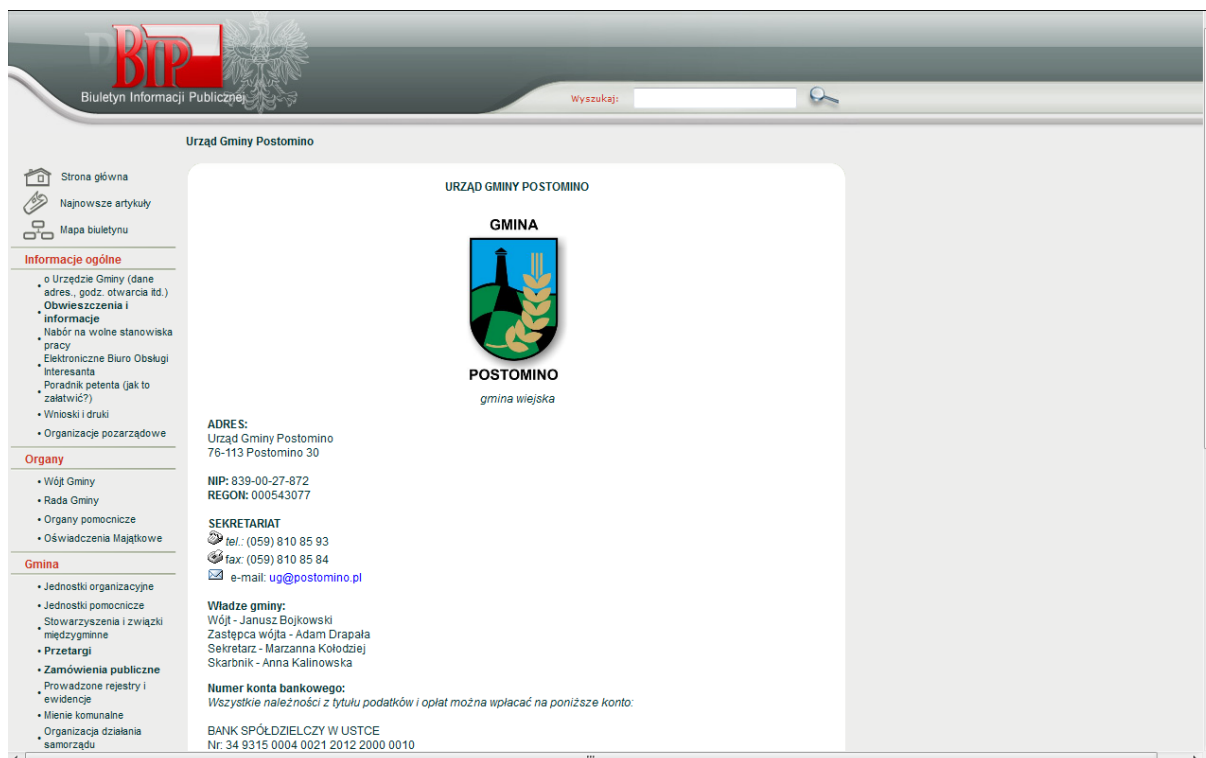 BIP
Biuletyn Informacji Publicznej
Wyszukaj:
Urząd Gminy Postomino
Strona główna
Najnowsze artykuły
Mapa biuletynu
Informacje ogólne
• o Urzędzie Gminy (dane
adres., godz. otwarcia itd.)
• Obwieszczenia i
informacje
• Nabór na wolne stanowiska
pracy
• Elektroniczne Biuro Obsługi
Interesanta
• Poradnik petenta (jak to
załatwić?)
• Wnioski i druki
• Organizacje pozarządowe
Organy
• Wójt Gminy
• Rada Gminy
• Organy pomocnicze
• Oświadczenia Majątkowe
Gmina
• Jednostki organizacyjne
• Jednostki pomocnicze
• Stowarzyszenia i związki
międzygminne
• Przetargi
• Zamówienia publiczne
• Prowadzone rejestry i
ewidencje
• Mienie komunalne
• Organizacja działania
samorządu
URZĄD GMINY POSTOMINO
GMINA
POSTOMINO
gmina wiejska
ADRES:
Urząd Gminy Postomino
76-113 Postomino 30
NIP: 839-00-27-872
REGON: 000543077
SEKRETARIAT
tel.: (059) 810 85 93
fax: (059) 810 85 84
e-mail: ug@postomino.pl
Władze gminy:
Wójt - Janusz Bojkowski
Zastępca wójta - Adam Drapała
Sekretarz - Marzanna Kołodziej
Skarbnik - Anna Kalinowska
Numer konta bankowego:
Wszystkie należności z tytułu podatków i opłat można wpłacać na poniższe konto:
BANK SPÓŁDZIELCZY W USTCE
Nr: 34 9315 0004 0021 2012 2000 0010